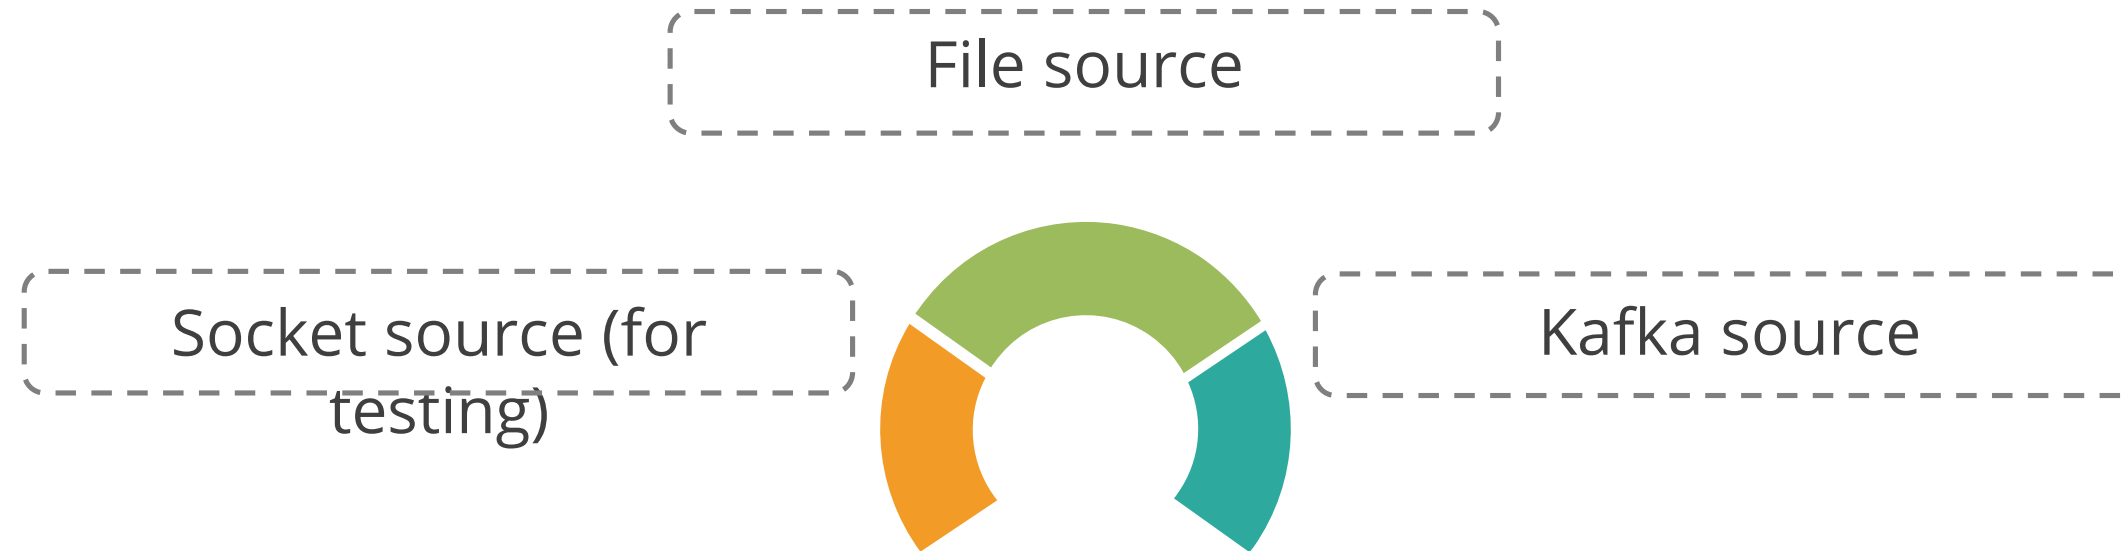 File source
Socket source (for
testing)
Kafka source